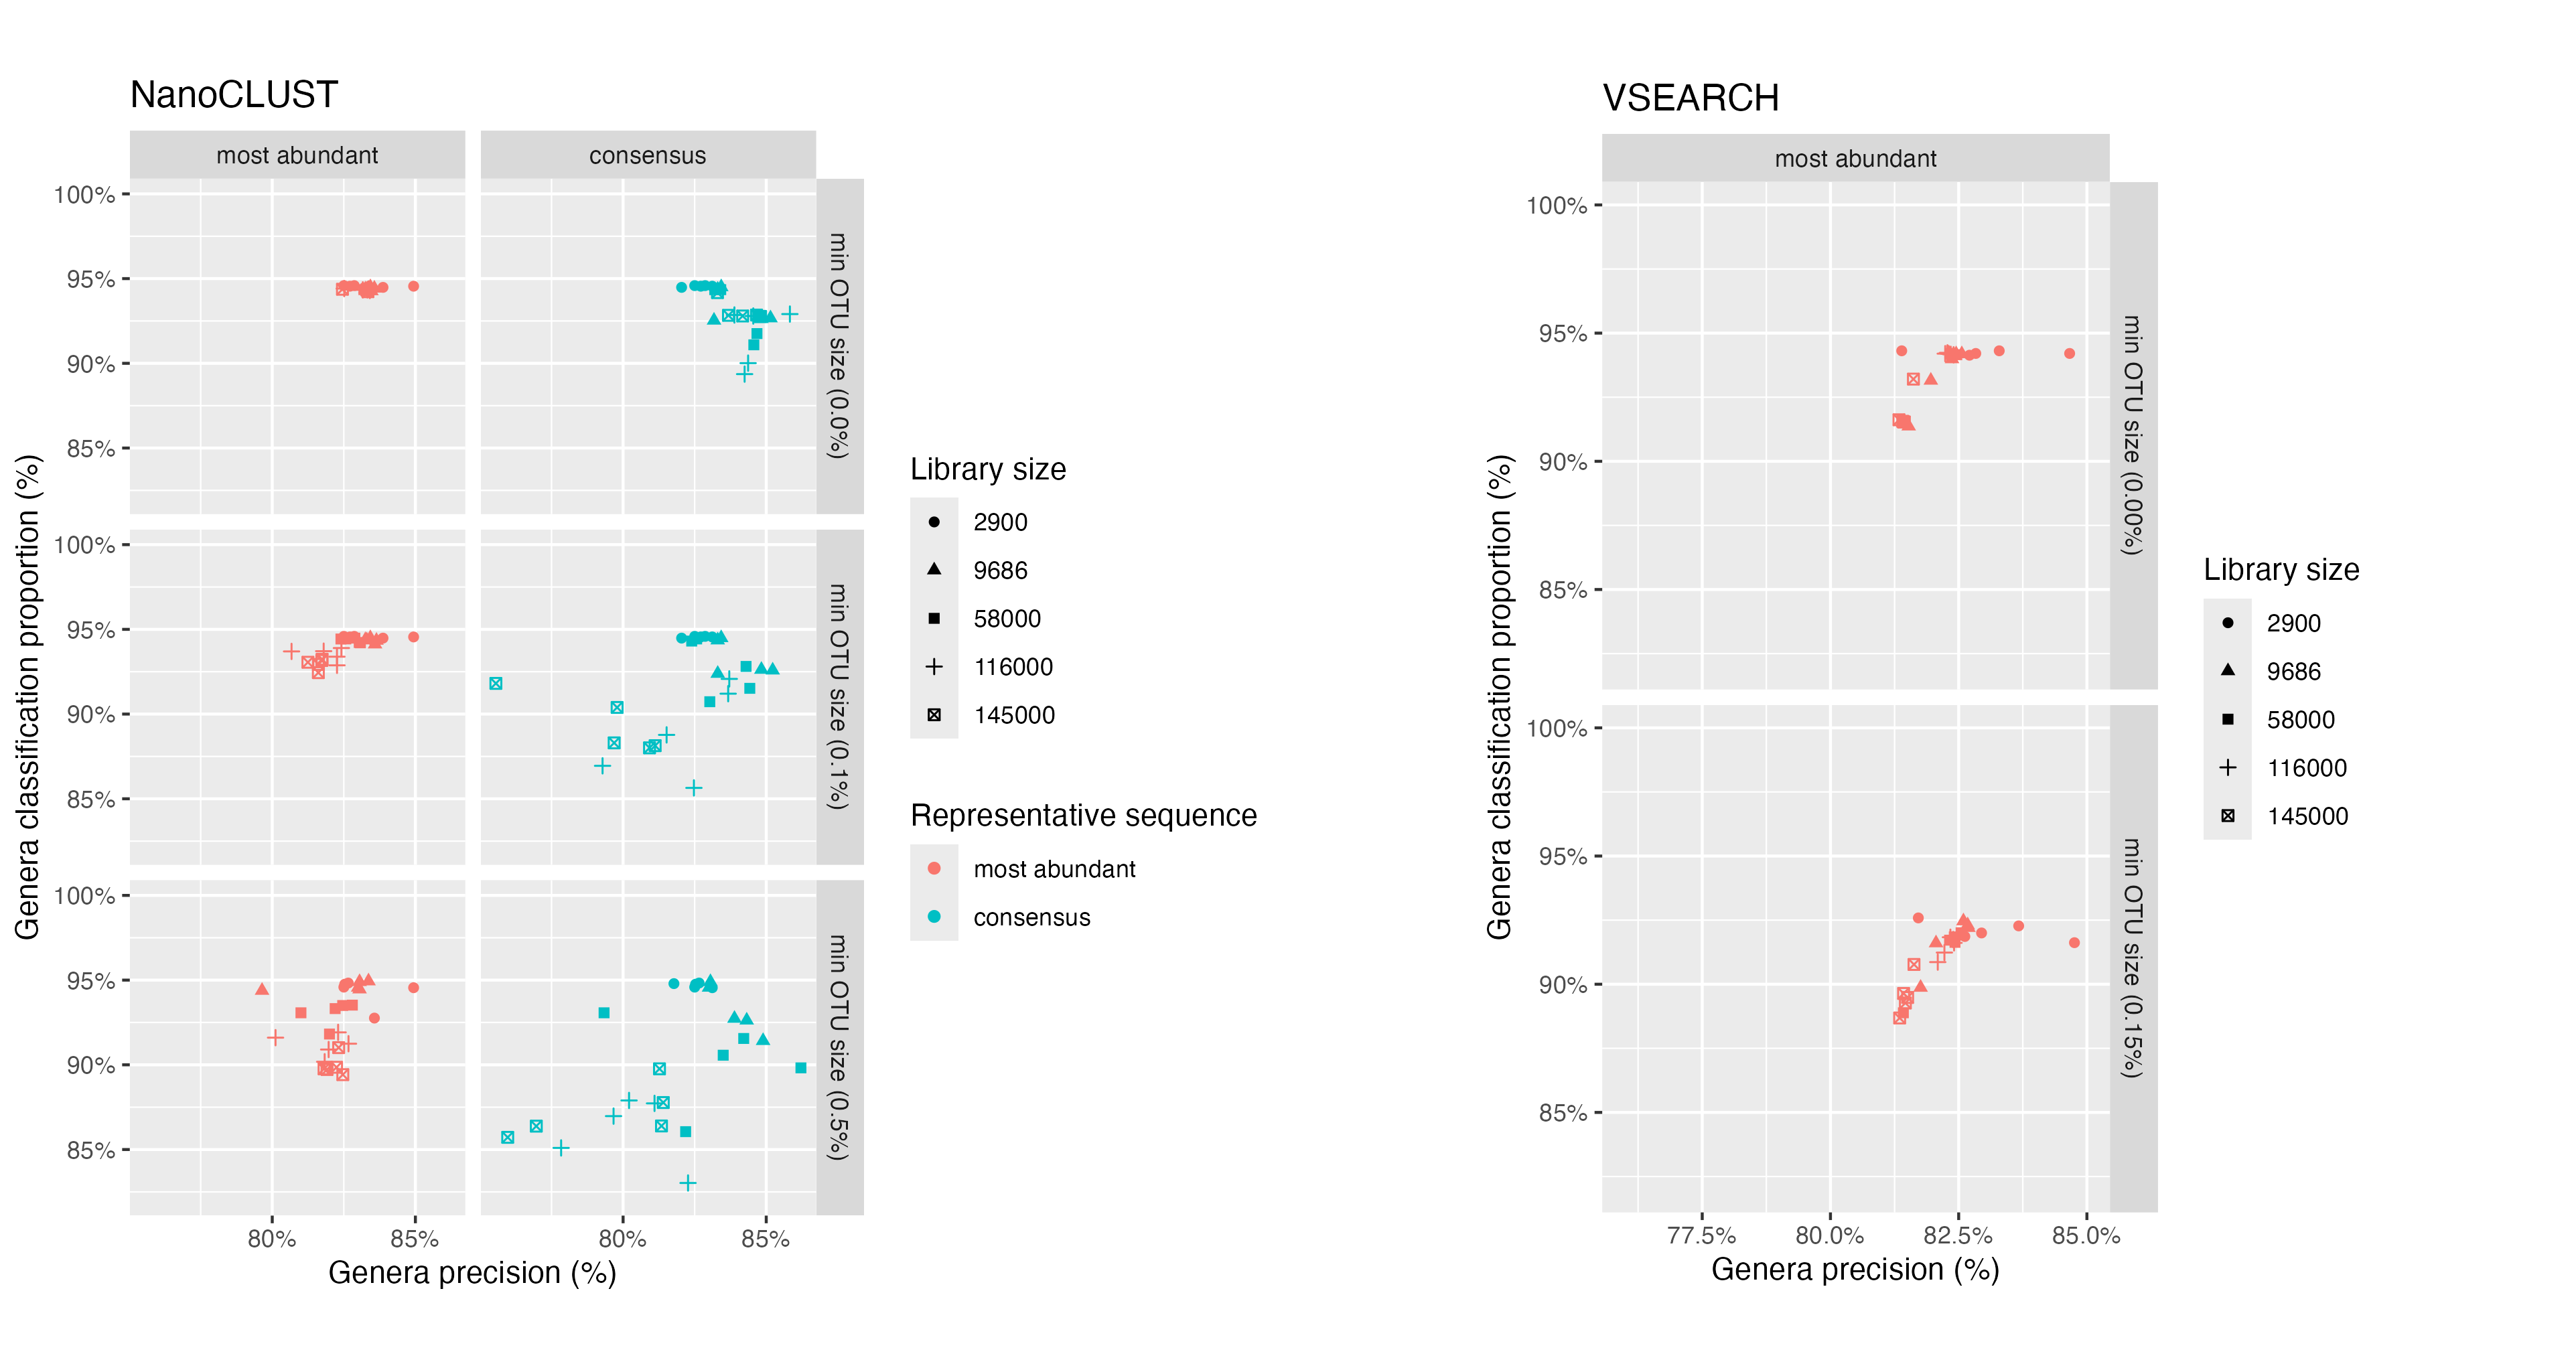 NanoCLUST
most abundant
consensus
100%
95%
90%
85%
min OTU size (0.0%)
100%
95%
90%
85%
min OTU size (0.1%)
100%
95%
90%
85%
min OTU size (0.5%)
80%
85%
80%
85%
Genera precision (%)
Genera classification proportion (%)
Library size
2900
9686
58000
116000
145000
Representative sequence
most abundant
consensus
VSEARCH
most abundant
100%
95%
90%
85%
min OTU size (0.00%)
100%
95%
90%
85%
min OTU size (0.15%)
77.5%
80.0%
82.5%
85.0%
Genera precision (%)
Genera classification proportion (%)
Library size
2900
9686
58000
116000
145000